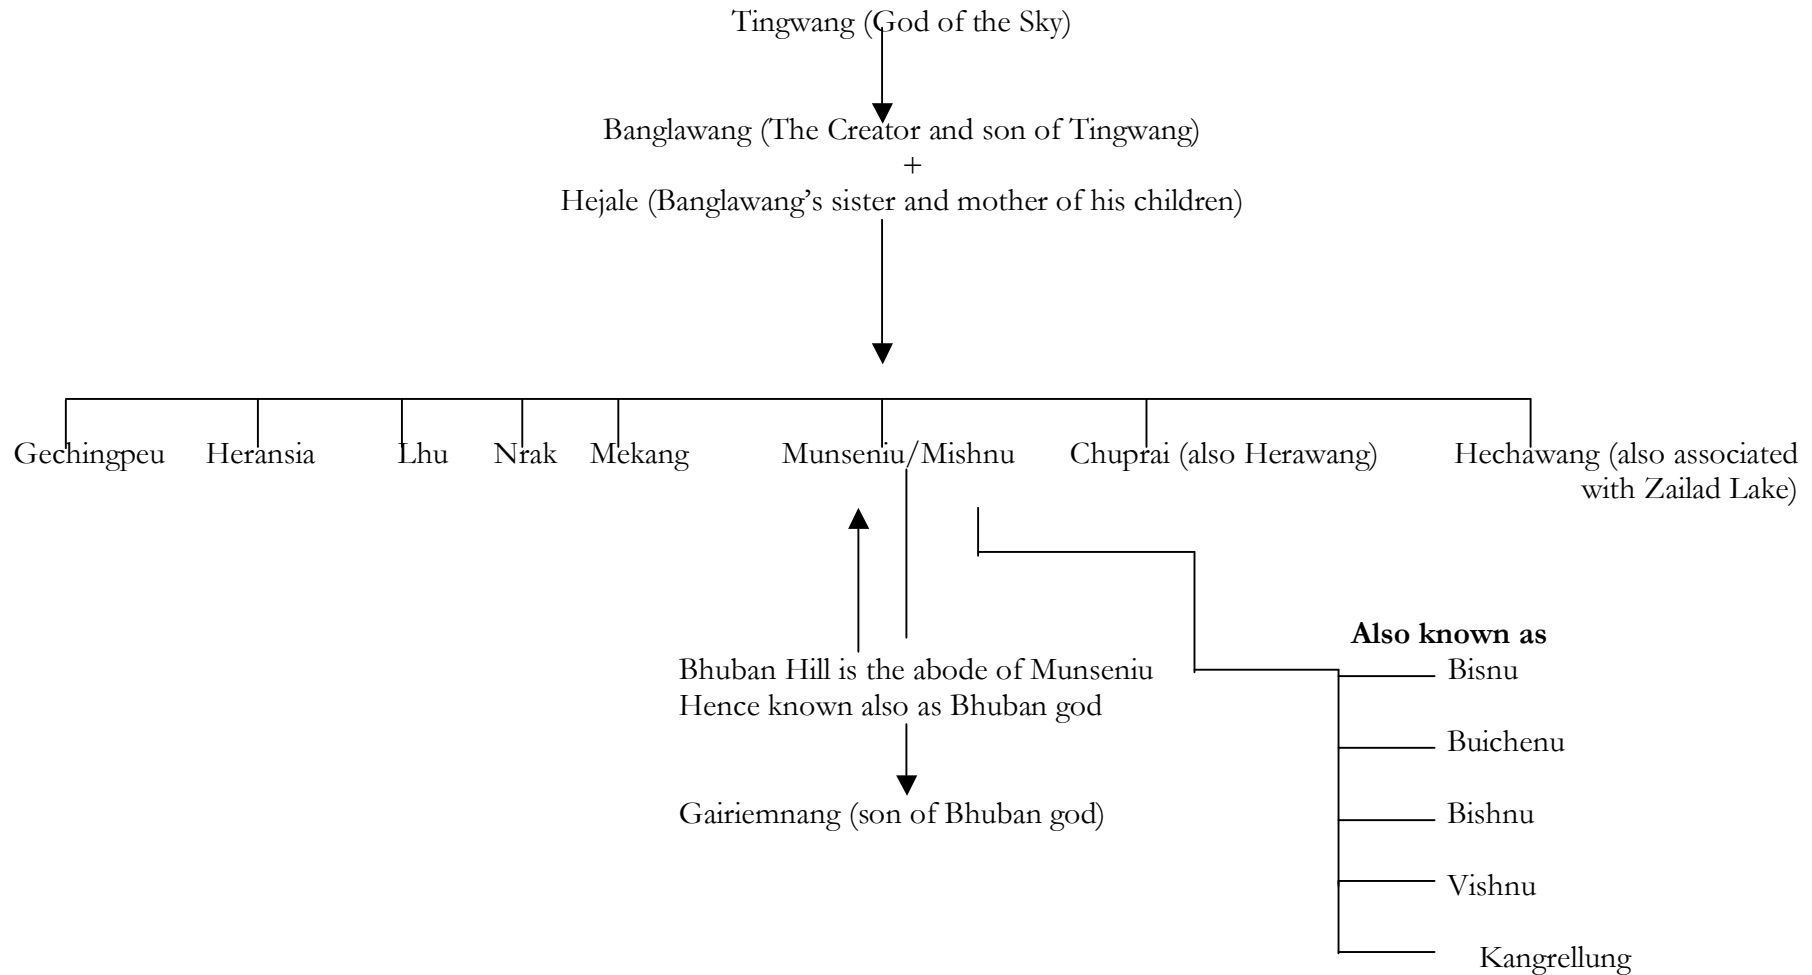 Tingwang (God of the Sky)
Banglawang (The Creator and son of Tingwang)
+
Hejale (Banglawang’s sister and mother of his children)
Gechingpeu
Heransia
Lhu
Nrak
Mekang
Munseniu/Mishnu
Chuprai (also Herawang)
Hechawang (also associated
with Zailad Lake)
Bhuban Hill is the abode of Munseniu
Hence known also as Bhuban god
Gairiemnang (son of Bhuban god)
Also known as
Bisnu
Buichenu
Bishnu
Vishnu
Kangrellung